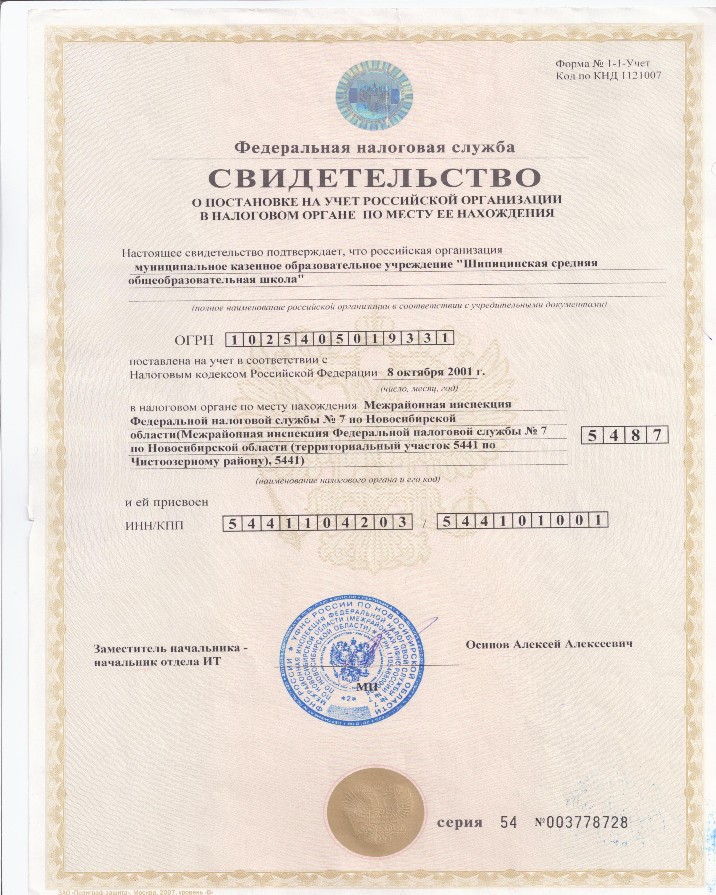 Форма № 1-1-Учет
Код по КНД 1121007
Федеральная налоговая служба
СВИДЕТЕЛЬСТВО
О ПОСТАНОВКЕ НА УЧЕТ РОССИЙСКОЙ ОРГАНИЗАЦИИ
В НАЛОГОВОМ ОРГАНЕ ПО МЕСТУ ЕЕ НАХОЖДЕНИЯ
Настоящее свидетельство подтверждает, что российская организация
муниципальное казенное образовательное учреждение "Шипицинская средняя
общеобразовательная школа"
(полное наименование российской организации в соответствии с учредительными документами)
ОГРН 1025405019331
поставлена на учет в соответствии с
Налоговым кодексом Российской Федерации 8 октября 2001 г.
(число, месяц, год)
в налоговом органе по месту нахождения Межрайонная инспекция
Федеральной налоговой службы № 7 по Новосибирской
области(Межрайонная инспекция Федеральной налоговой службы № 7
по Новосибирской области (территориальный участок 5441 по
Чистоозерному району), 5441)
5487
(наименование налогового органа и его код)
и ей присвоен
ИНН/КПП 5441104203 / 544101001
Заместитель начальника -
начальник отдела ИТ
Осипов Алексей Алексеевич
МП
серия 54 №003778728
ЗАО «Полиграф-защита», Москва, 2007, уровень «В»